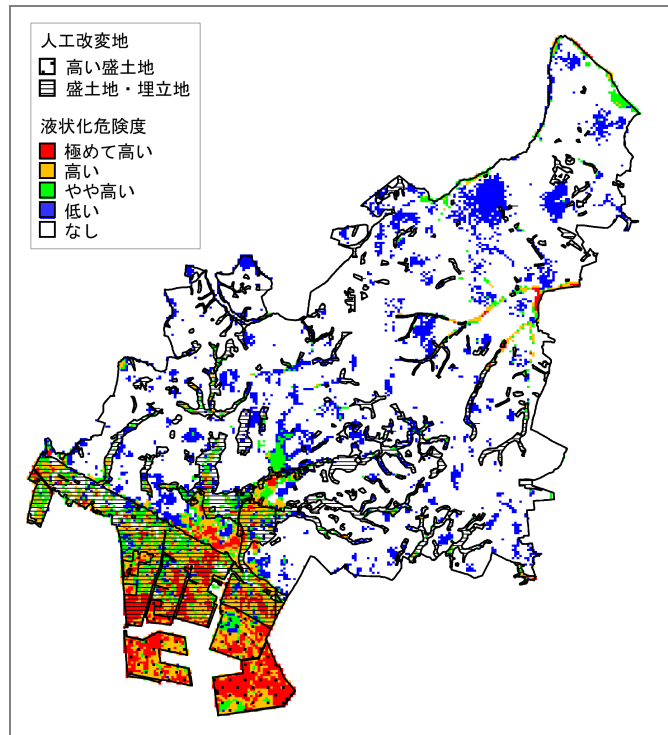 人工改変地
高い盛土地
盛土地・埋立地
液状化危険度
極めて高い
高い
やや高い
低い
なし